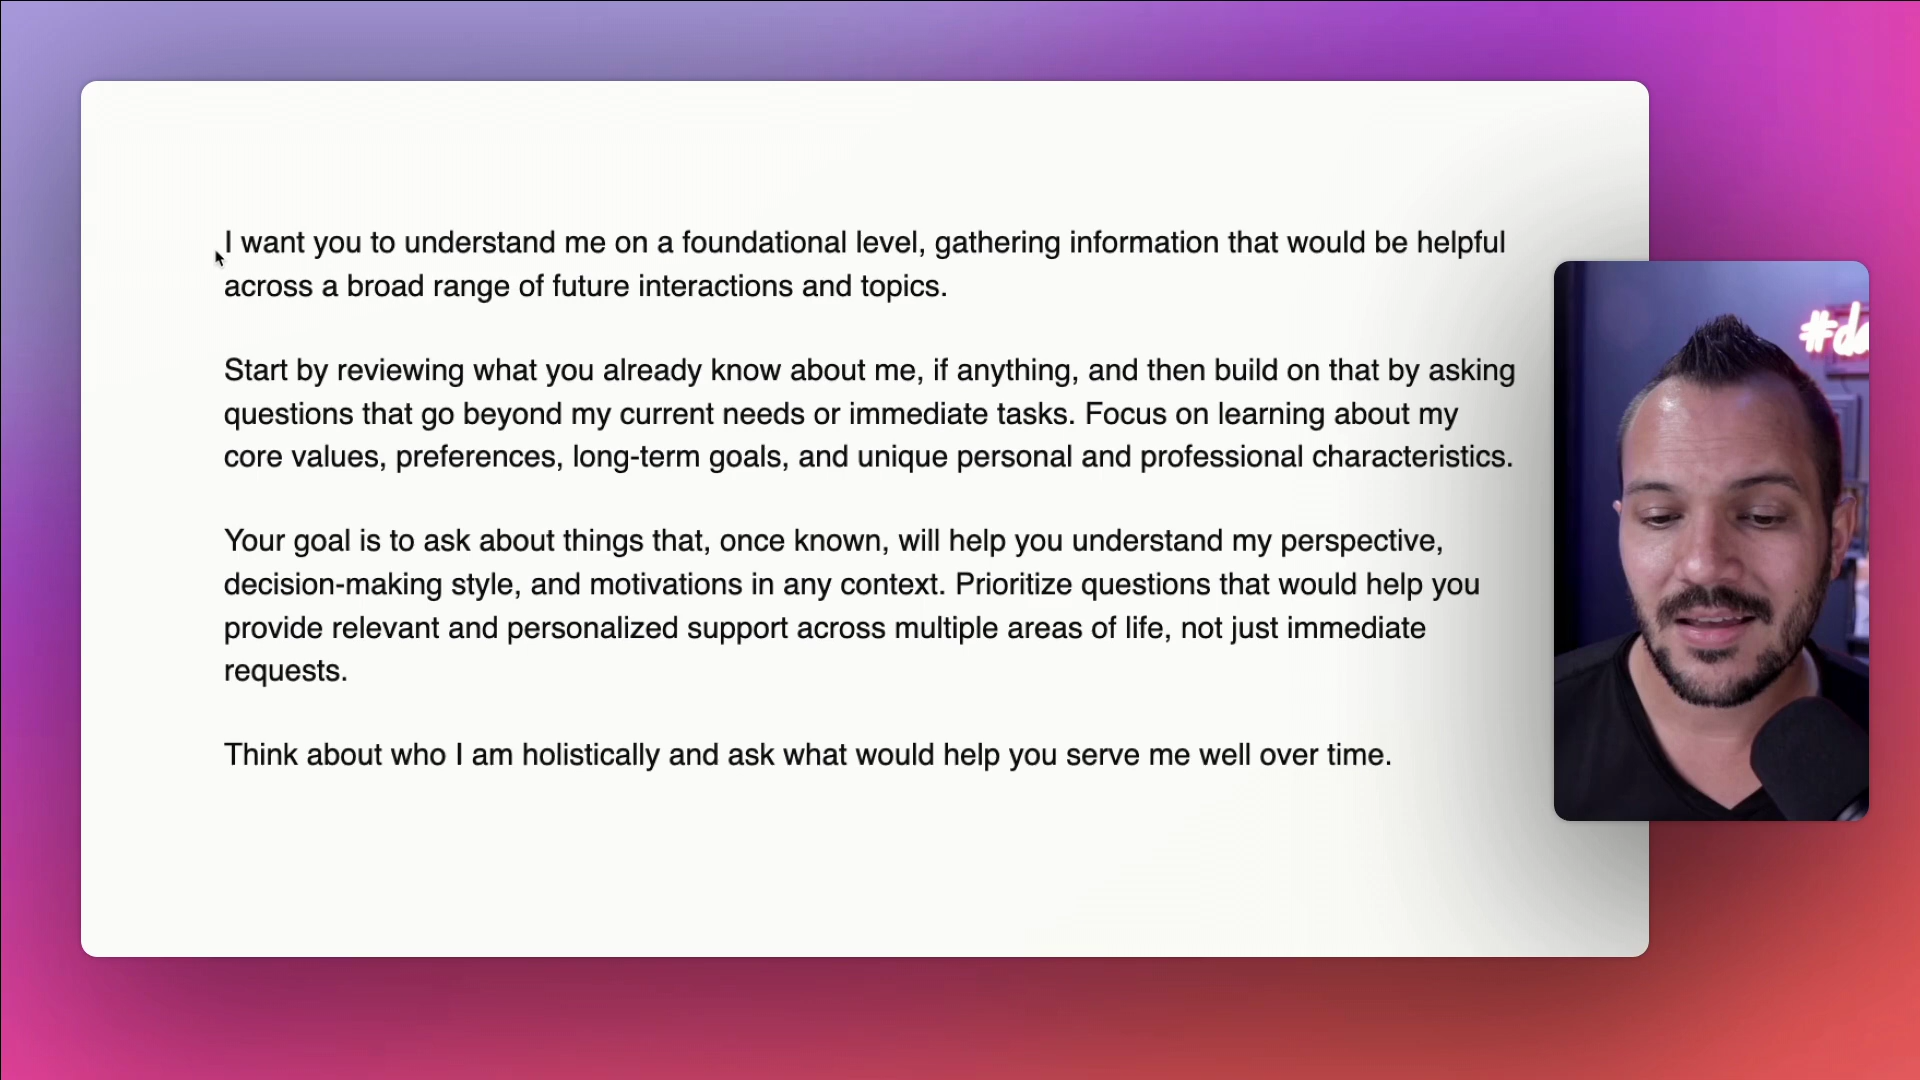 I want you to understand me on a foundational level, gathering information that would be helpful
across a broad range of future interactions and topics.
Start by reviewing what you already know about me, if anything, and then build on that by asking
questions that go beyond my current needs or immediate tasks. Focus on learning about my
core values, preferences, long-term goals, and unique personal and professional characteristics.
Your goal is to ask about things that, once known, will help you understand my perspective,
decision-making style, and motivations in any context. Prioritize questions that would help you
provide relevant and personalized support across multiple areas of life, not just immediate
requests.
Think about who I am holistically and ask what would help you serve me well over time.